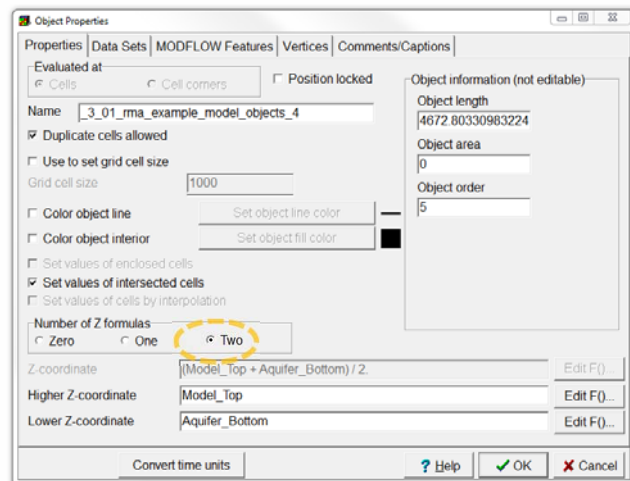 Object Properties
Properties Data Sets MODFLOW Features Vertices Comments/Captions
Evaluated at
Cells Cell corners
Position locked
Name _3_01_rma_example_model_objects_4
Duplicate cells allowed
Use to set grid cell size
Grid cell size 1000
Color object line Set object line color
Color object interior Set object fill color
Set values of enclosed cells
Set values of intersected cells
Set values of cells by interpolation
Number of Z formulas
Zero One Two
Z-coordinate (Model_Top + Aquifer_Bottom) / 2. Edit F()...
Higher Z-coordinate Model_Top Edit F()...
Lower Z-coordinate Aquifer_Bottom Edit F()...
Object information (not editable)
Object length
4672.80330983224
Object area
0
Object order
5
Convert time units ? Help OK Cancel